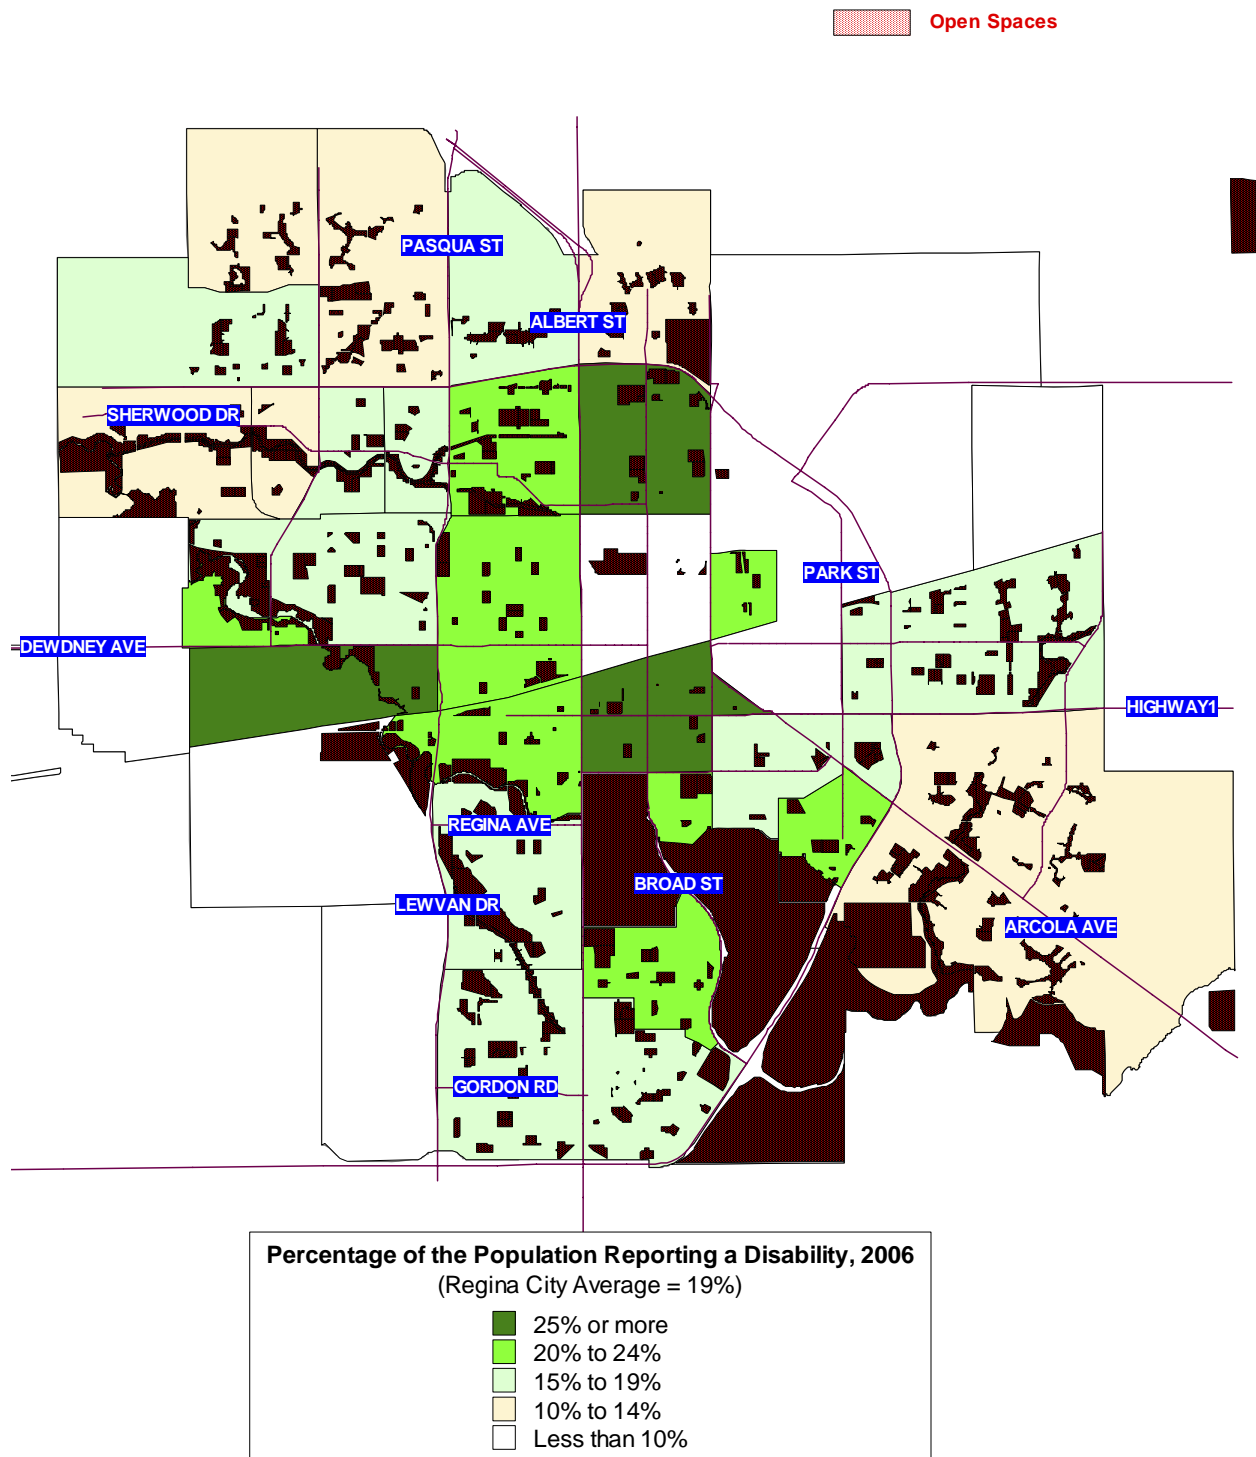 Open Spaces
PASQUA ST
ALBERT ST
SHERWOOD DR
PARK ST
DEWDNEY AVE
HIGHWAY1
REGINA AVE
BROAD ST
LEWVAN DR
ARCOLA AVE
GORDON RD
Percentage of the Population Reporting a Disability, 2006
(Regina City Average = 19%)
25% or more
20% to 24%
15% to 19%
10% to 14%
Less than 10%